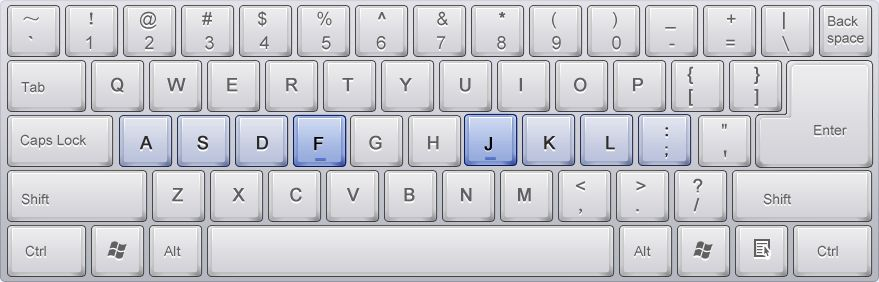 ~ ! @ # $ % ^ & * ( ) _ + | Back
` 1 2 3 4 5 6 7 8 9 0 - = \ space
Tab Q W E R T Y U I O P { }
[ ]
Caps Lock A S D F G H J K L : " Enter
; '
Shift Z X C V B N M < > ? Shift
, . /
Ctrl Alt Alt Ctrl